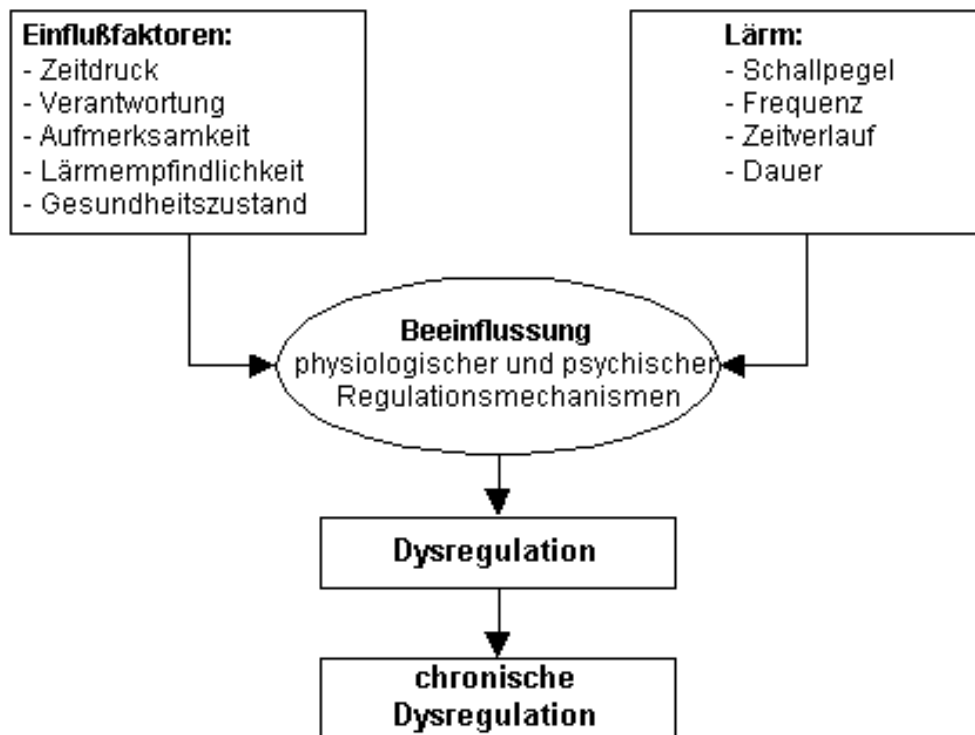 Einflußfaktoren:
- Zeitdruck
- Verantwortung
- Aufmerksamkeit
- Lärmempfindlichkeit
- Gesundheitszustand
Lärm:
- Schallpegel
- Frequenz
- Zeitverlauf
- Dauer
Beeinflussung
physiologischer und psychischer
Regulationsmechanismen
Dysregulation
chronische
Dysregulation